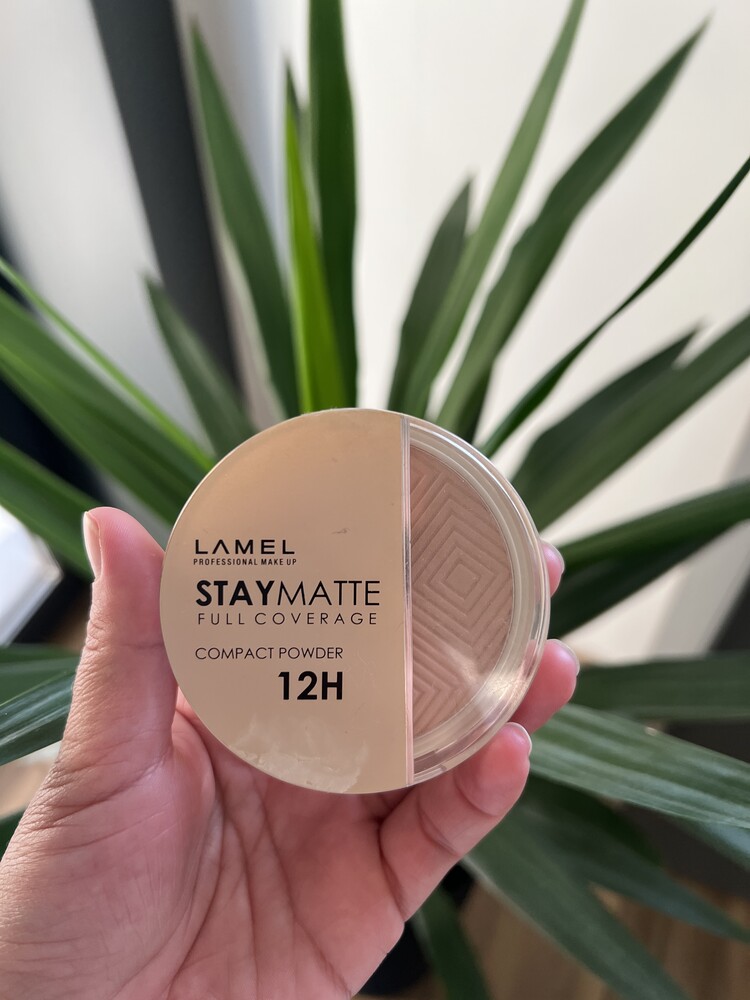 LAMEL
PROFESSIONAL MAKE UP
STAYMATTE
FULL COVERAGE
COMPACT POWDER
12H